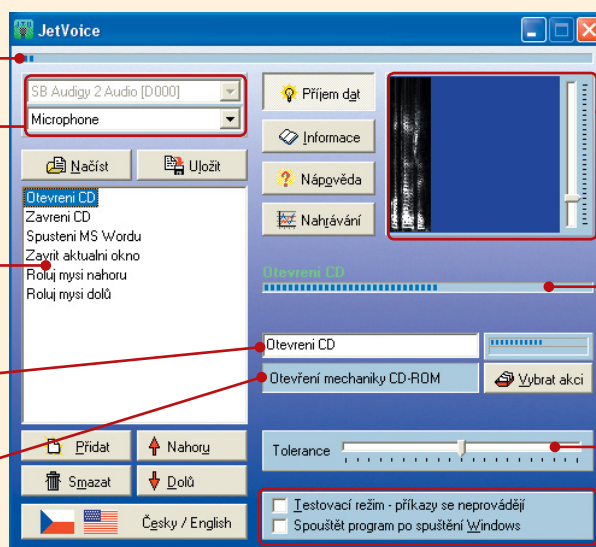 JetVoice
SB Audigy 2 Audio [D000]
Microphone
Načíst
Uložit
Otevreni CD
Zavreni CD
Spusteni MS Wordu
Zavrit aktualni okno
Roluj mysi nahoru
Roluj mysi dolů
Přidat
Nahoru
Smazat
Dolů
Česky / English
Příjem dat
Informace
Nápověda
Nahrávání
Otevreni CD
Otevreni CD
Otevření mechaniky CD-ROM
Vybrat akci
Tolerance
Testovací režim - příkazy se neprovádějí
Spouštět program po spuštění Windows